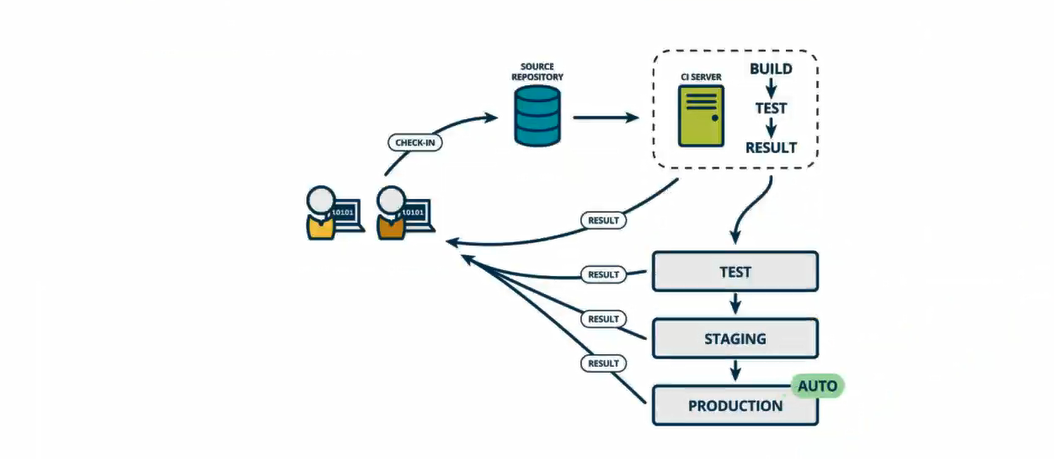 SOURCE
REPOSITORY
CI SERVER
BUILD
TEST
RESULT
CHECK-IN
10101
10101
RESULT
TEST
RESULT
RESULT
STAGING
RESULT
AUTO
PRODUCTION